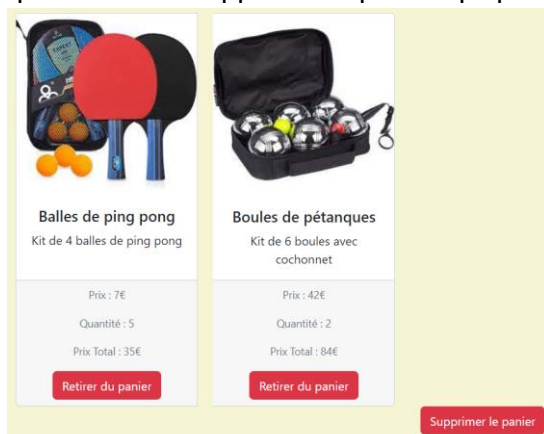 Balles de ping pong
Kit de 4 balles de ping pong
Prix : 7€
Quantité : 5
Prix Total : 35€
Retirer du panier
Boules de pétanques
Kit de 6 boules avec
cochonnet
Prix : 42€
Quantité : 2
Prix Total : 84€
Retirer du panier
Supprimer le panier